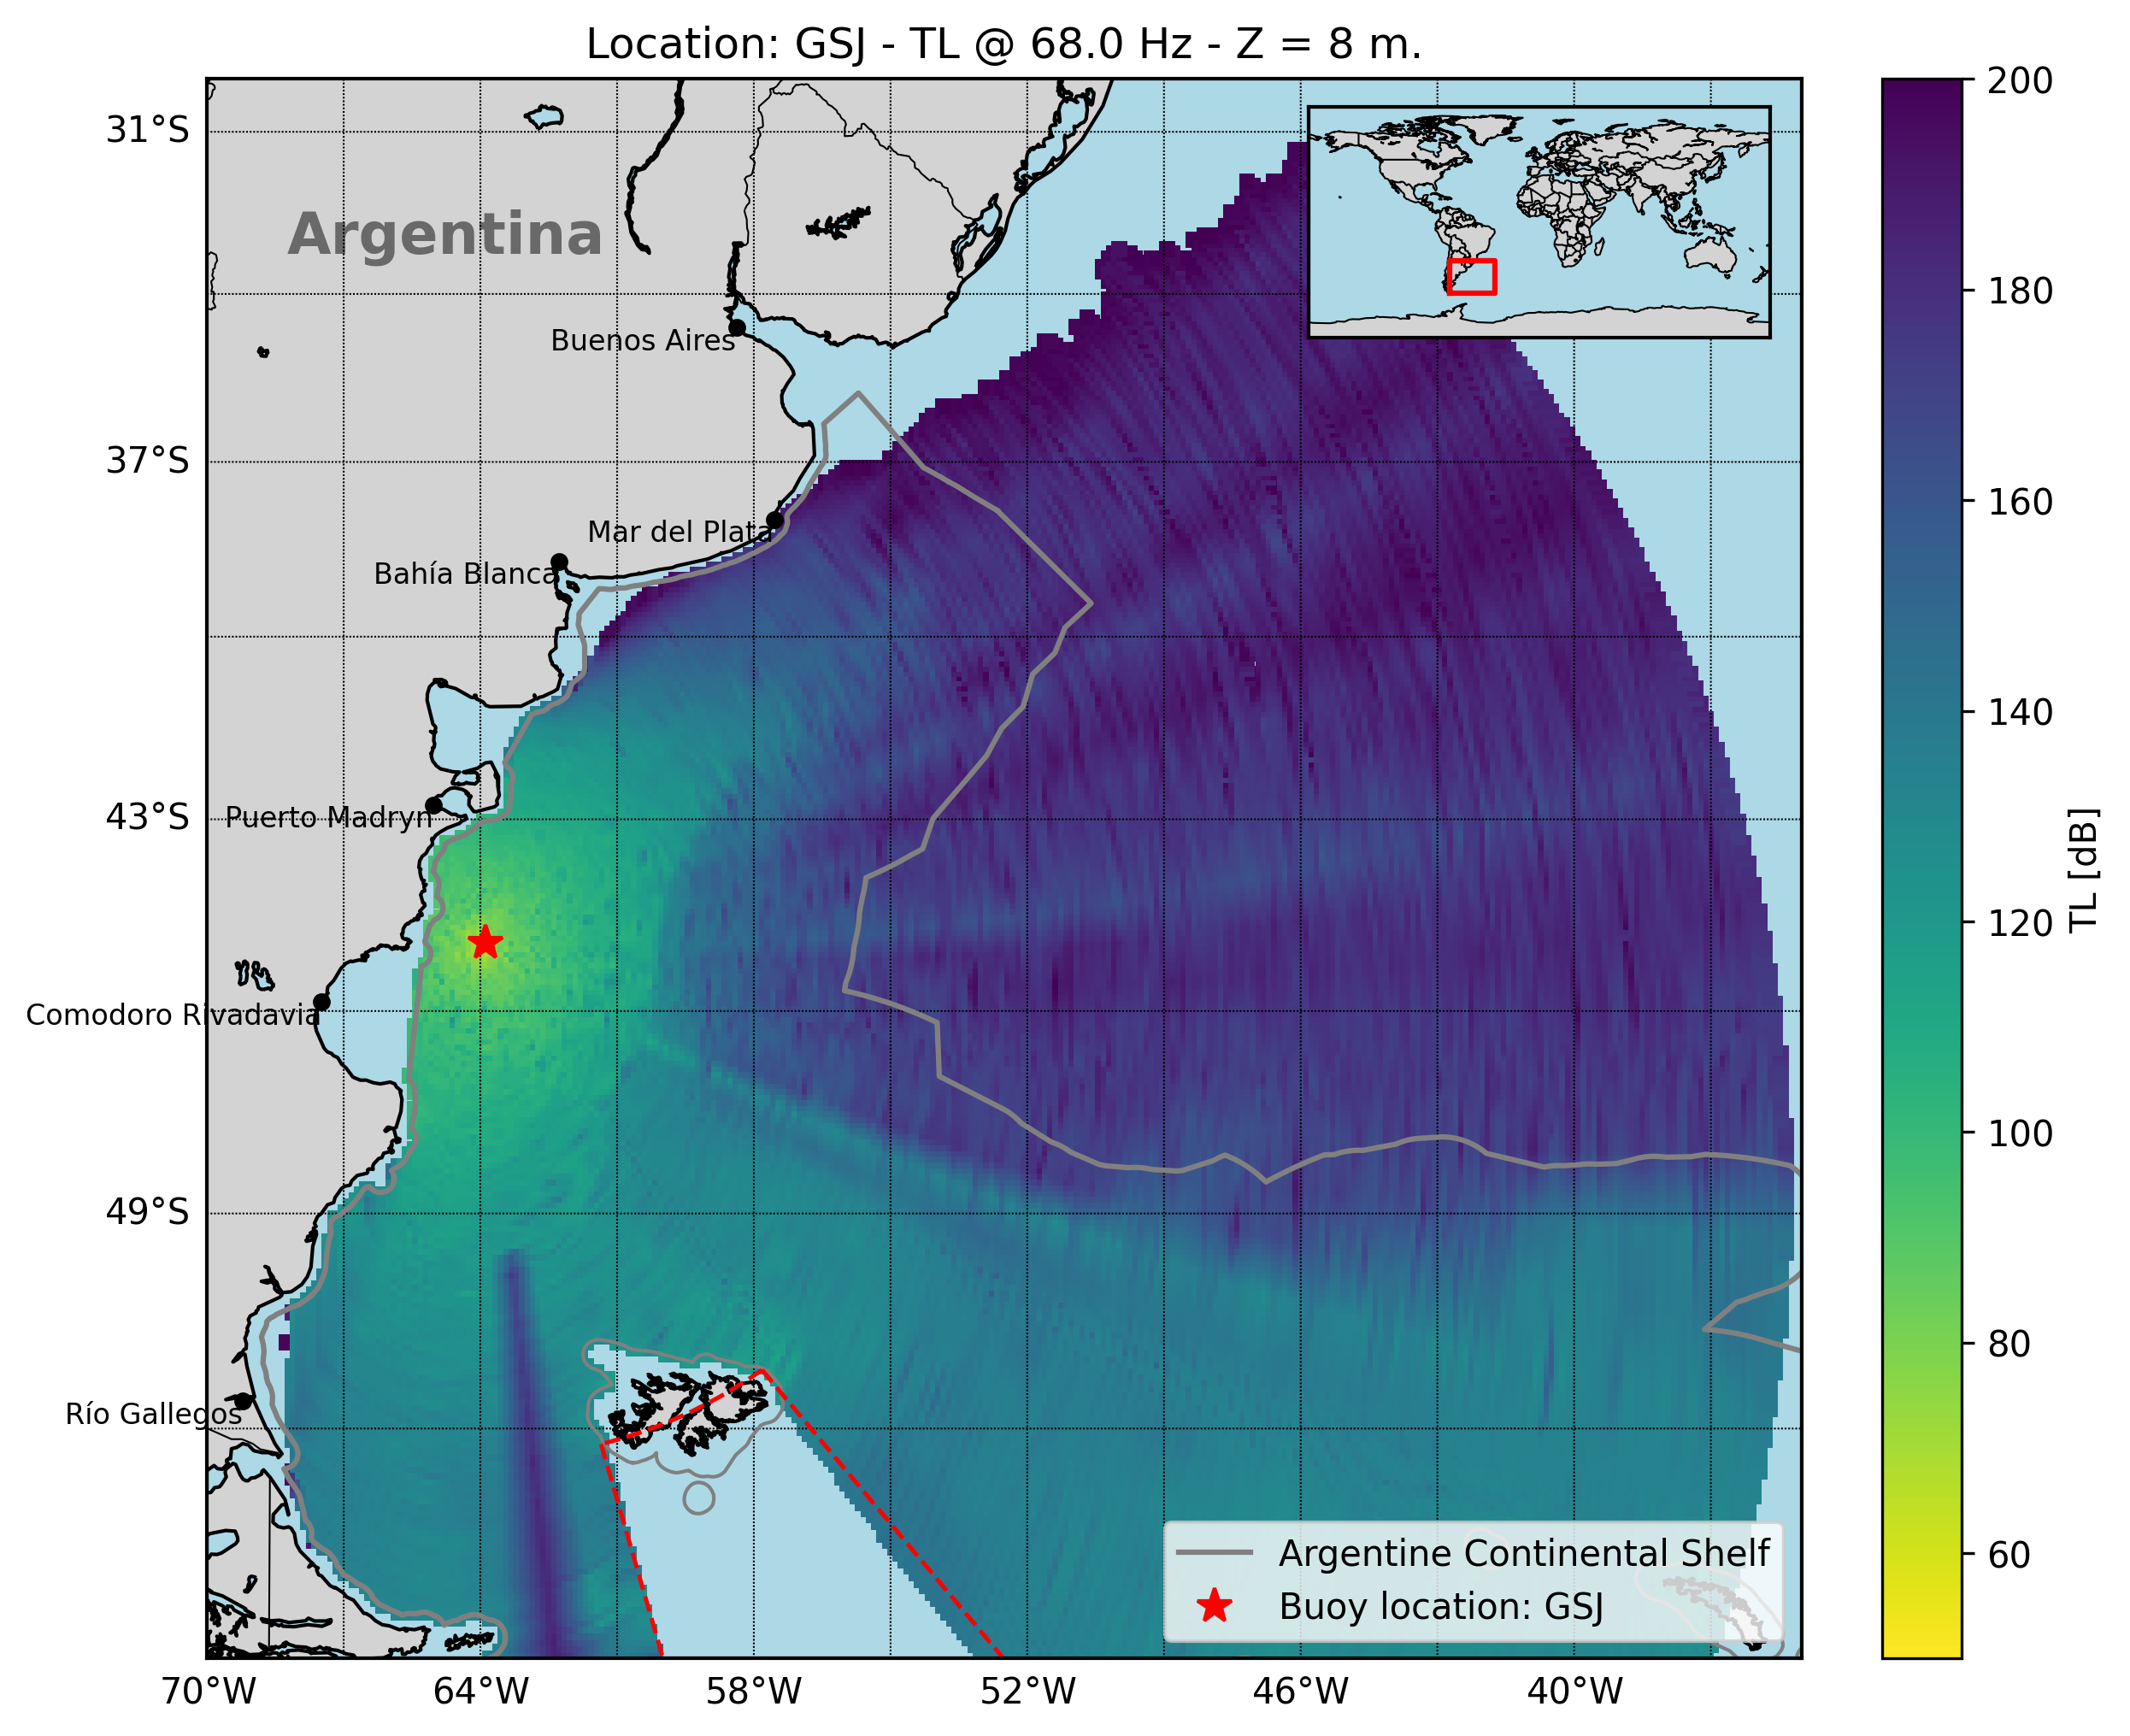 Location: GSJ - TL @ 68.0 Hz - Z = 8 m.
31°S
37°S
43°S
49°S
Argentina
Buenos Aires
Mar del Plata
Bahía Blanca
Puerto Madryn
Comodoro Rivadavia
Río Gallegos
Argentine Continental Shelf
Buoy location: GSJ
70°W
64°W
58°W
52°W
46°W
40°W
200
180
160
140
120
100
80
60
TL [dB]